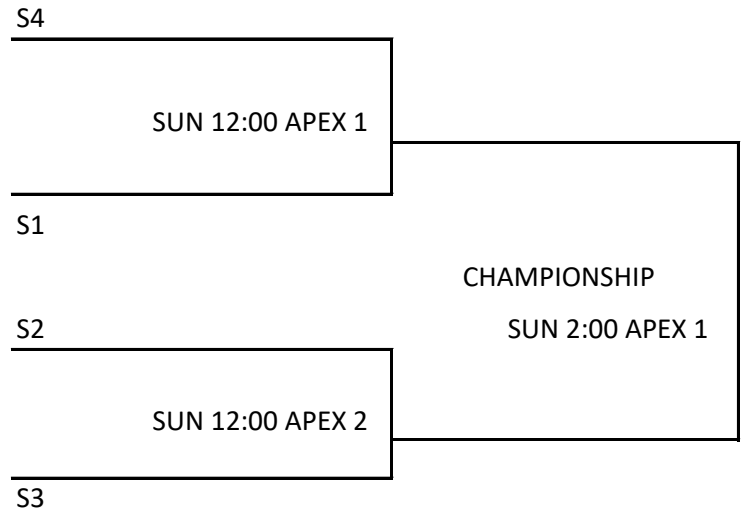 S4
SUN 12:00 APEX 1
S1
CHAMPIONSHIP
S2
SUN 2:00 APEX 1
SUN 12:00 APEX 2
S3